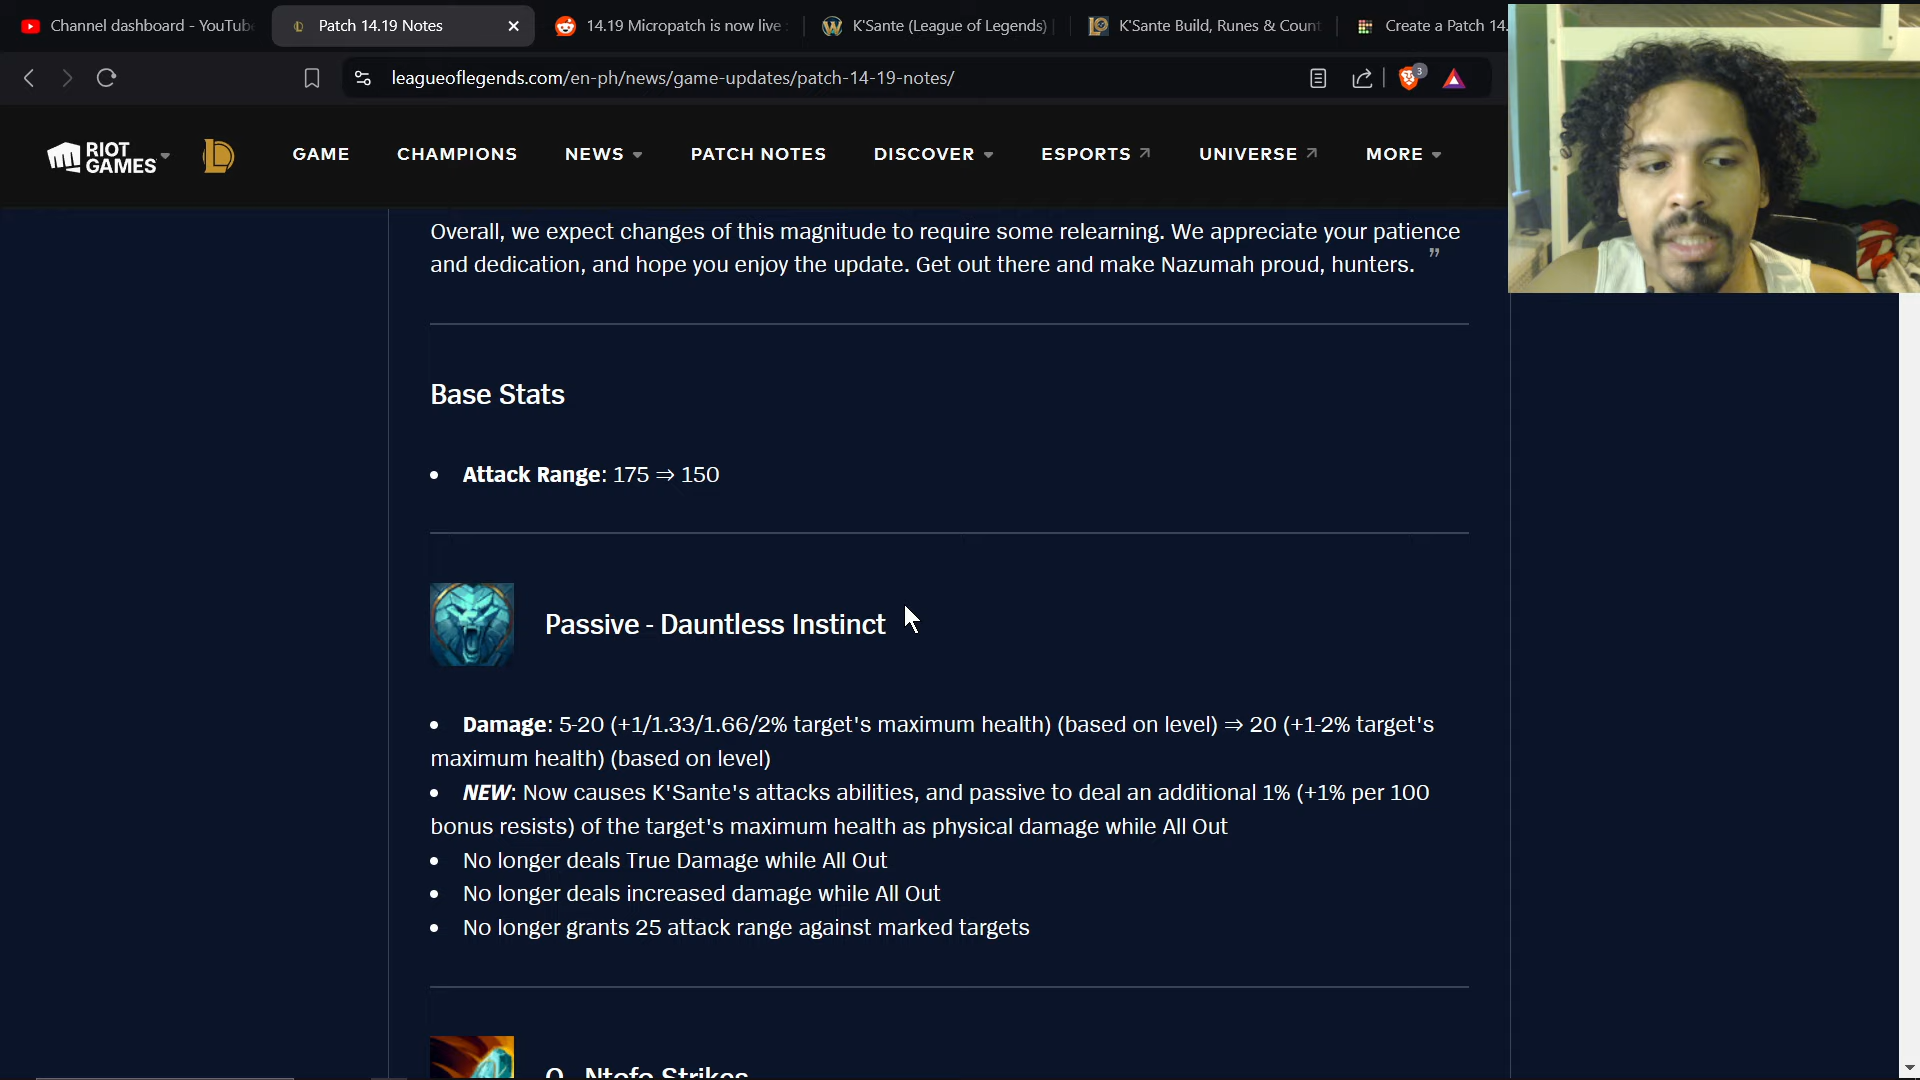 Channel dashboard - YouTub
Patch 14.19 Notes
14.19 Micropatch is now live
K'Sante (League of Legends)
K'Sante Build, Runes & Count
Create a Patch 14.
leagueoflegends.com/en-ph/news/game-updates/patch-14-19-notes/
3
RIOT GAMES
GAME
CHAMPIONS
NEWS
PATCH NOTES
DISCOVER
ESPORTS
UNIVERSE
MORE
Overall, we expect changes of this magnitude to require some relearning. We appreciate your patience
and dedication, and hope you enjoy the update. Get out there and make Nazumah proud, hunters. ”
Base Stats
• Attack Range: 175 ⇒ 150
Passive - Dauntless Instinct
• Damage: 5-20 (+1/1.33/1.66/2% target's maximum health) (based on level) ⇒ 20 (+1-2% target's
maximum health) (based on level)
• NEW: Now causes K'Sante's attacks abilities, and passive to deal an additional 1% (+1% per 100
bonus resists) of the target's maximum health as physical damage while All Out
• No longer deals True Damage while All Out
• No longer deals increased damage while All Out
• No longer grants 25 attack range against marked targets
Q - Ntofo Strikes